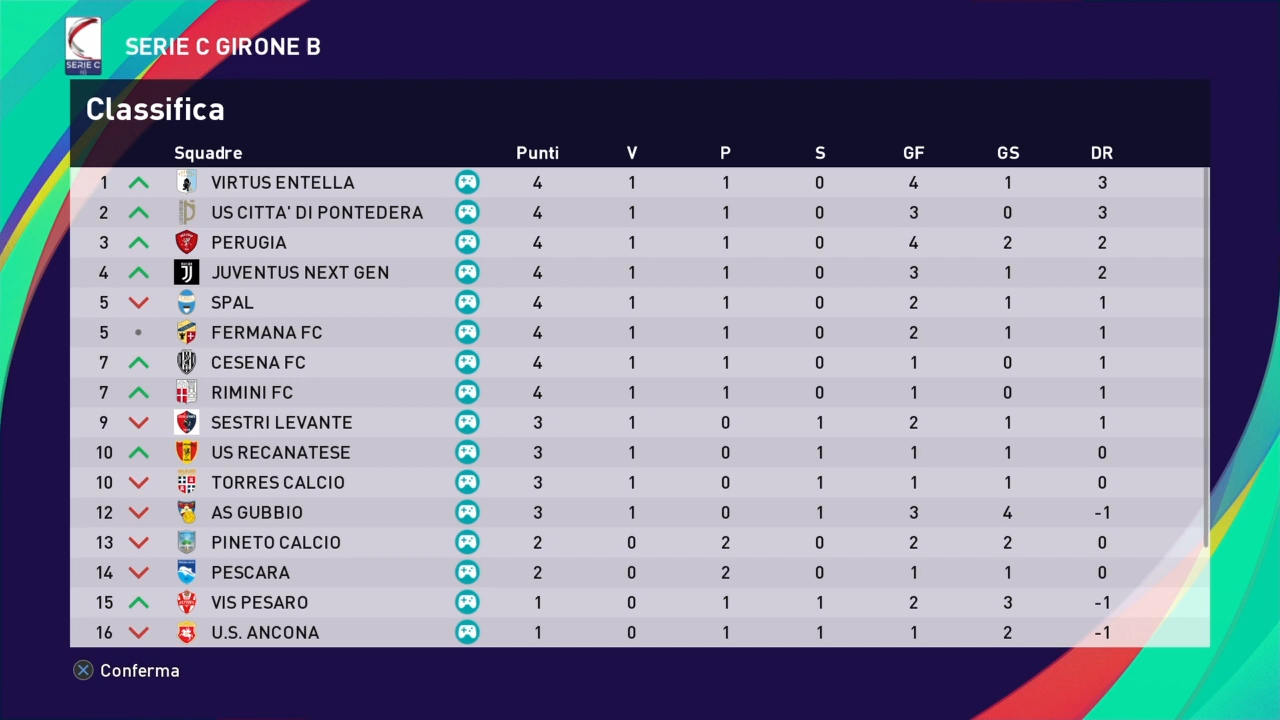 SERIE C
SERIE C GIRONE B
Classifica
Squadre Punti V P S GF GS DR
1 VIRTUS ENTELLA 4 1 1 0 4 1 3
2 US CITTA' DI PONTEDERA 4 1 1 0 3 0 3
3 PERUGIA 4 1 1 0 4 2 2
4 JUVENTUS NEXT GEN 4 1 1 0 3 1 2
5 SPAL 4 1 1 0 2 1 1
5 FERMANA FC 4 1 1 0 2 1 1
7 CESENA FC 4 1 1 0 1 0 1
7 RIMINI FC 4 1 1 0 1 0 1
9 SESTRI LEVANTE 3 1 0 1 2 1 1
10 US RECANATESE 3 1 0 1 1 1 0
10 TORRES CALCIO 3 1 0 1 1 1 0
12 AS GUBBIO 3 1 0 1 3 4 -1
13 PINETO CALCIO 2 0 2 0 2 2 0
14 PESCARA 2 0 2 0 1 1 0
15 VIS PESARO 1 0 1 1 2 3 -1
16 U.S. ANCONA 1 0 1 1 1 2 -1
Conferma